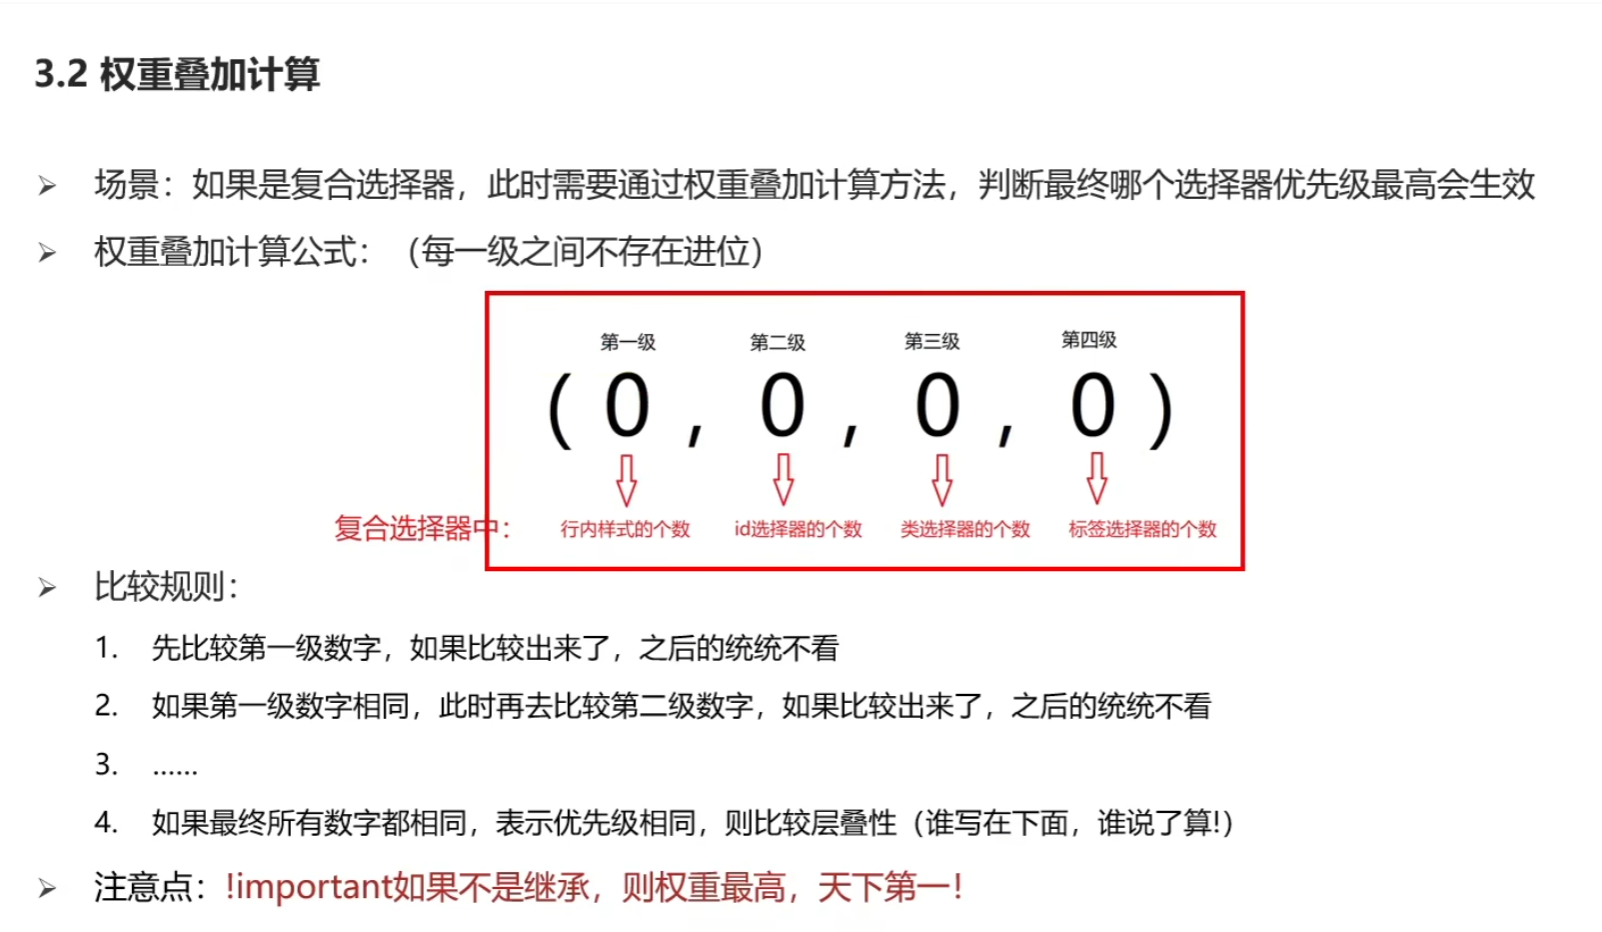 3.2 权重叠加计算
➢ 场景：如果是复合选择器，此时需要通过权重叠加计算方法，判断最终哪个选择器优先级最高会生效
➢ 权重叠加计算公式：（每一级之间不存在进位）
第一级 第二级 第三级 第四级
(0,0,0,0)
复合选择器中： 行内样式的个数 id选择器的个数 类选择器的个数 标签选择器的个数
➢ 比较规则：
1. 先比较第一级数字，如果比较出来了，之后的统统不看
2. 如果第一级数字相同，此时再去比较第二级数字，如果比较出来了，之后的统统不看
3. ……
4. 如果最终所有数字都相同，表示优先级相同，则比较层叠性（谁写在下面，谁说了算!）
➢ 注意点：!important如果不是继承，则权重最高，天下第一！